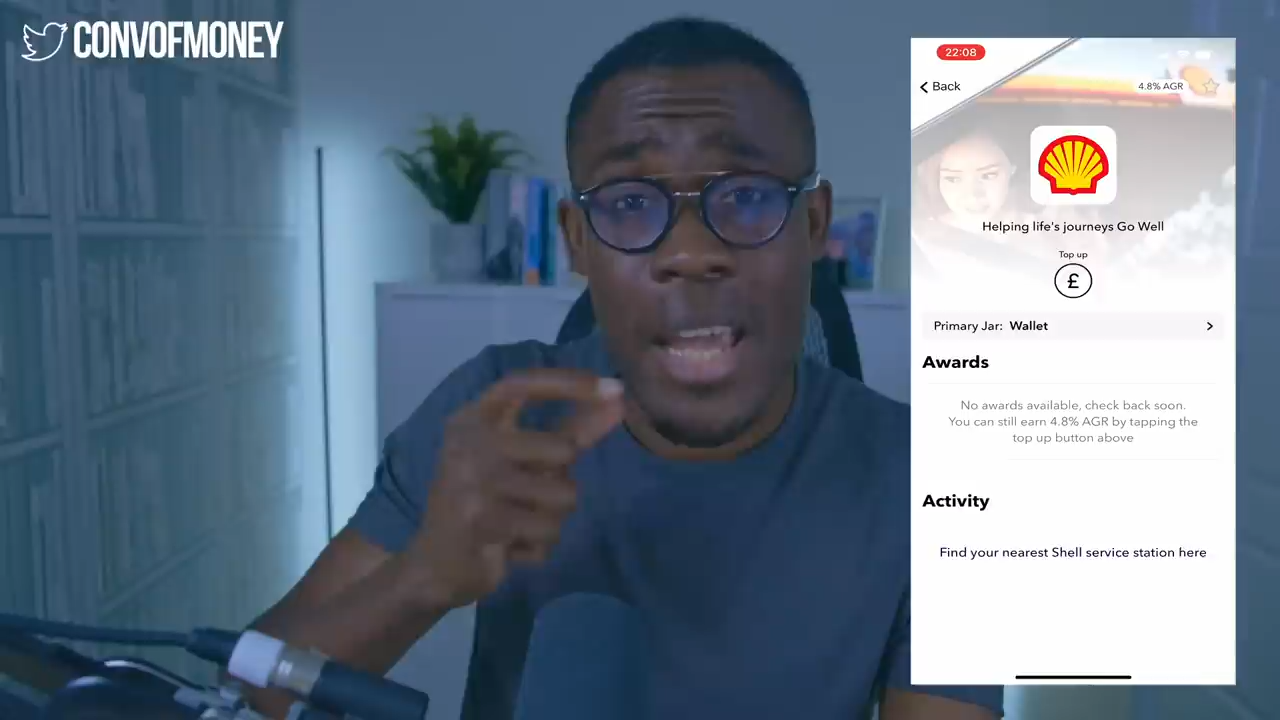 CONVOFMONEY
22:08
Back
4.8% AGR
Helping life's journeys Go Well
Top up
£
Primary Jar: Wallet
Awards
No awards available, check back soon.
You can still earn 4.8% AGR by tapping the
top up button above
Activity
Find your nearest Shell service station here